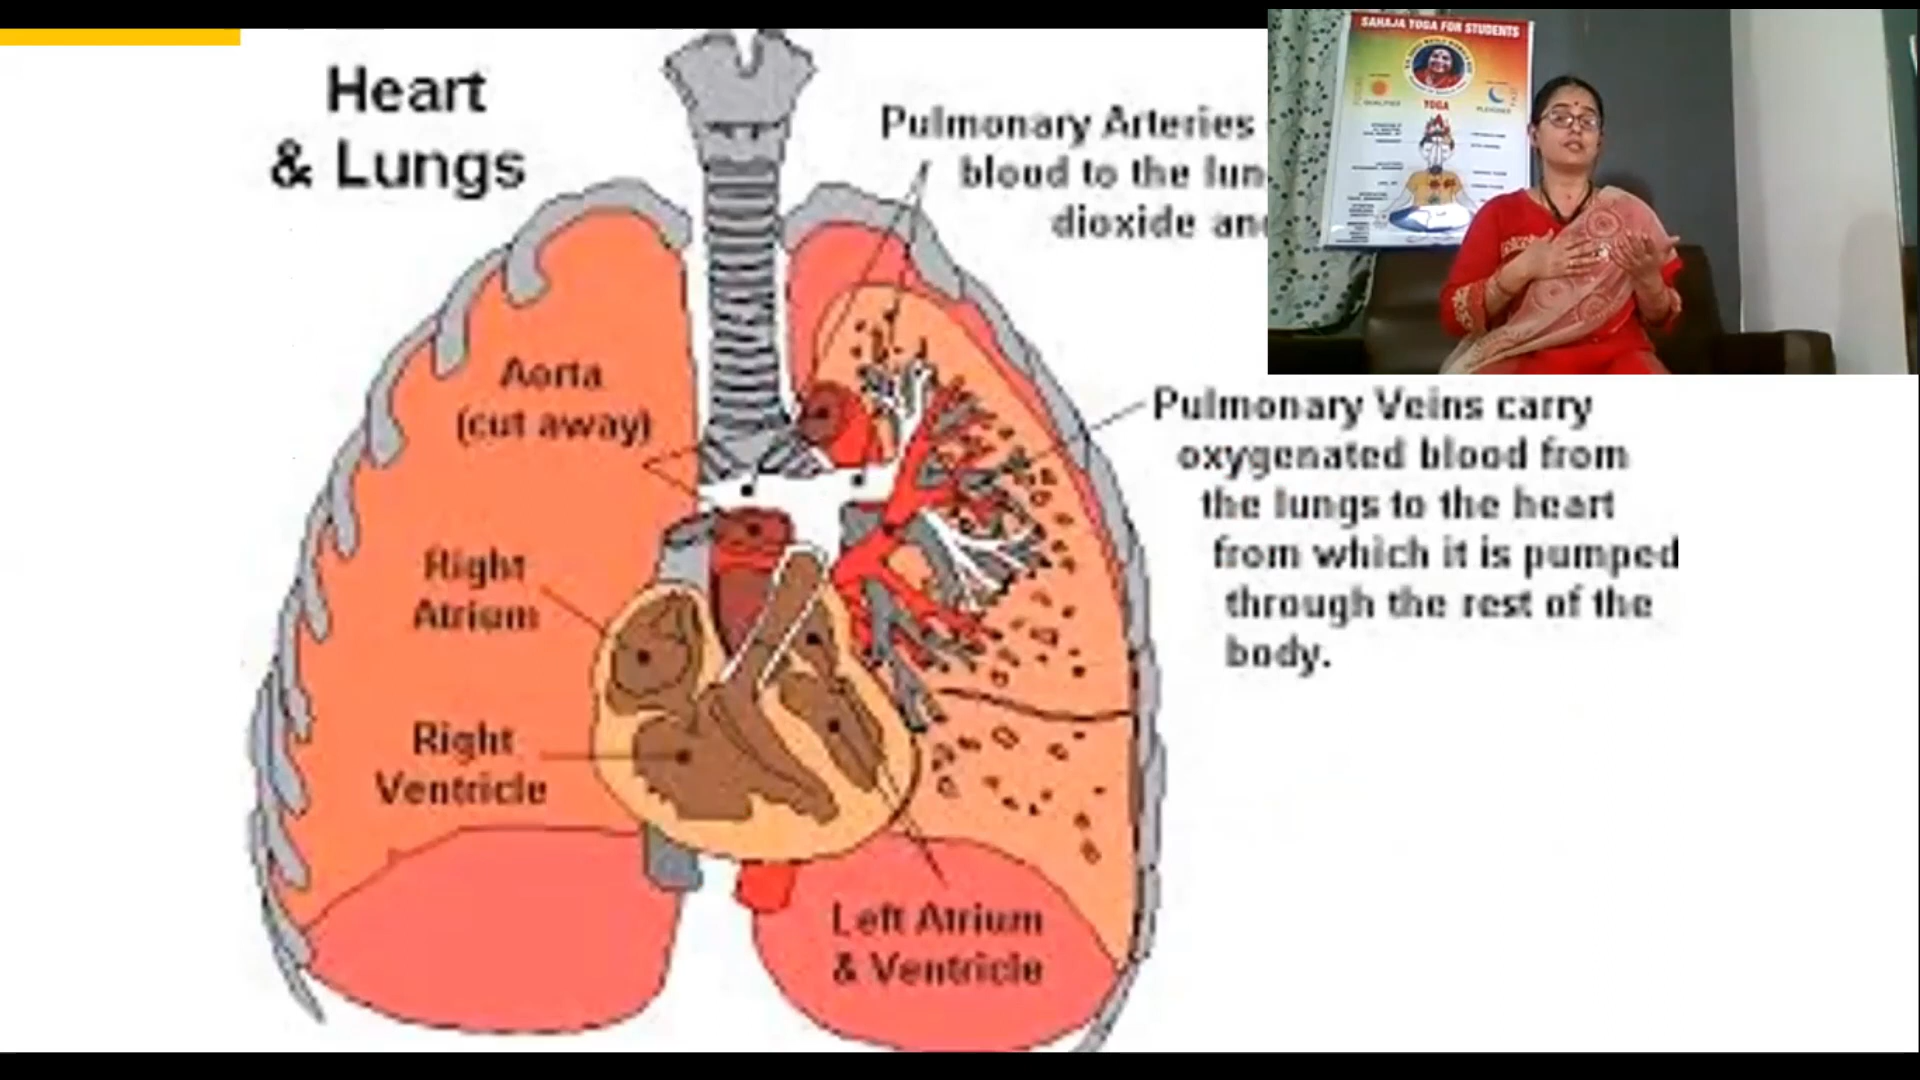 Heart
& Lungs
Pulmonary Arteries
blood to the lun
dioxide an
SAHAJA YOGA FOR STUDENTS
YOGA
Aorta
(cut away)
Pulmonary Veins carry
oxygenated blood from
the lungs to the heart
from which it is pumped
through the rest of the
body.
Right
Atrium
Right
Ventricle
Left Atrium
& Ventricle